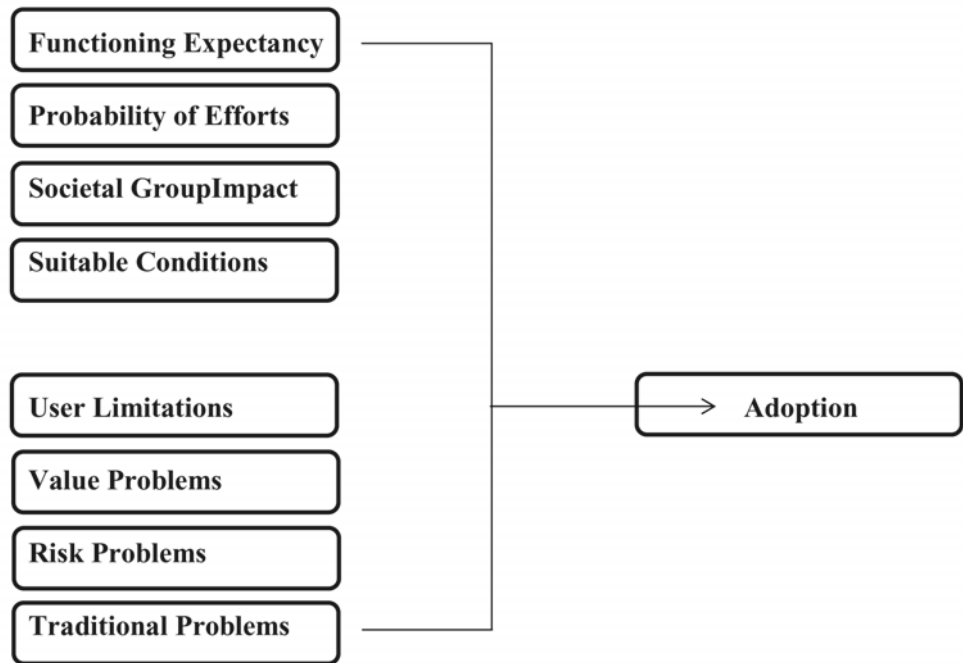 Functioning Expectancy
Probability of Efforts
Societal GroupImpact
Suitable Conditions
User Limitations
Value Problems
Risk Problems
Traditional Problems
Adoption